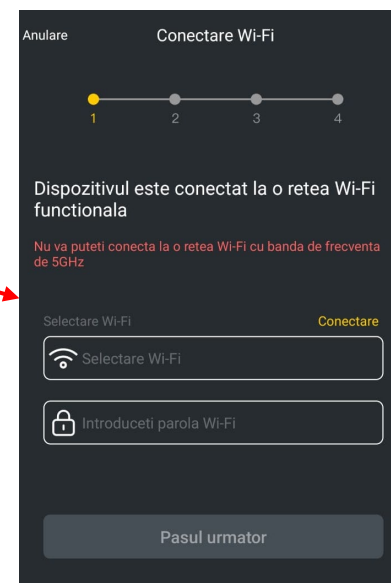 Anulare Conectare Wi-Fi
1 2 3 4
Dispozitivul este conectat la o retea Wi-Fi
functionala
Nu va puteti conecta la o retea Wi-Fi cu banda de frecventa
de 5GHz
Selectare Wi-Fi Conectare
Selectare Wi-Fi
Introduceti parola Wi-Fi
Pasul urmator